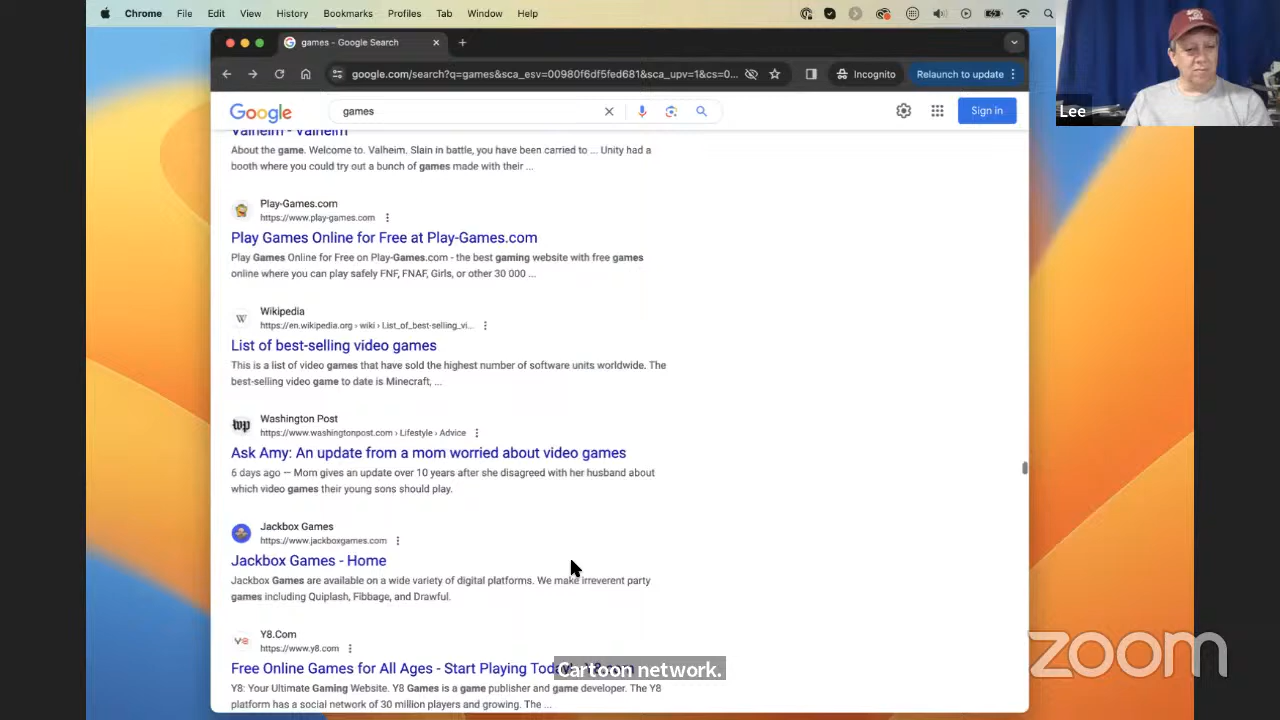 Chrome File Edit View History Bookmarks Profiles Tab Window Help
games - Google Search
google.com/search?q=games&sca_esv=00980f6df5fed681&sca_upv=1&cs=0...
Incognito
Relaunch to update
Lee
Google
games
Sign in
Valheim - Valheim
About the game. Welcome to. Valheim. Slain in battle, you have been carried to ... Unity had a
booth where you could try out a bunch of games made with their ...
Play-Games.com
https://www.play-games.com
Play Games Online for Free at Play-Games.com
Play Games Online for Free on Play-Games.com - the best gaming website with free games
online where you can play safely FNF, FNAF, Girls, or other 30 000 ...
W
Wikipedia
https://en.wikipedia.org › wiki › List_of_best-selling_vi...
List of best-selling video games
This is a list of video games that have sold the highest number of software units worldwide. The
best-selling video game to date is Minecraft, ...
wp
Washington Post
https://www.washingtonpost.com › Lifestyle › Advice
Ask Amy: An update from a mom worried about video games
6 days ago — Mom gives an update over 10 years after she disagreed with her husband about
which video games their young sons should play.
Jackbox Games
https://www.jackboxgames.com
Jackbox Games - Home
Jackbox Games are available on a wide variety of digital platforms. We make irreverent party
games including Quiplash, Fibbage, and Drawful.
Y8
Y8.Com
https://www.y8.com
Free Online Games for All Ages - Start Playing Today
Cartoon network.
Y8: Your Ultimate Gaming Website. Y8 Games is a game publisher and game developer. The Y8
platform has a social network of 30 million players and growing. The ...
zoom